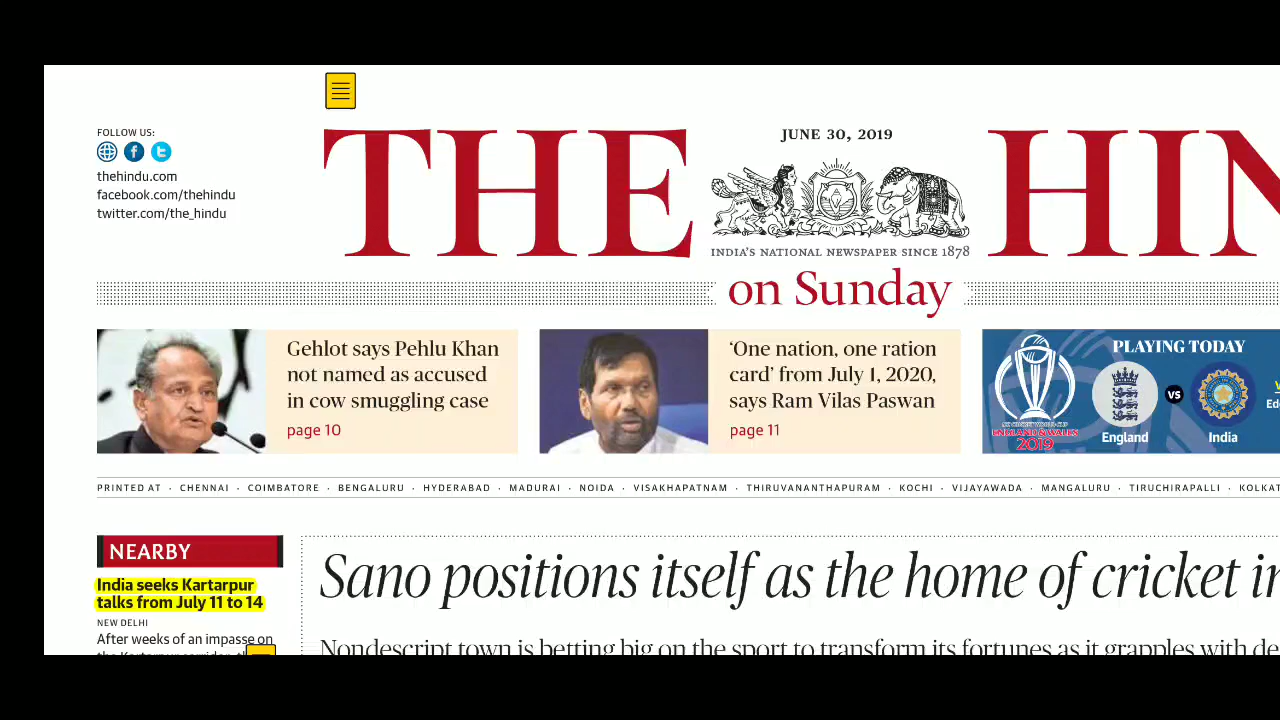 FOLLOW US:
thehindu.com
facebook.com/thehindu
twitter.com/the_hindu
JUNE 30, 2019
THE HIN
INDIA'S NATIONAL NEWSPAPER SINCE 1878
on Sunday
Gehlot says Pehlu Khan
not named as accused
in cow smuggling case
page 10
‘One nation, one ration
card’ from July 1, 2020,
says Ram Vilas Paswan
page 11
PLAYING TODAY
England
vs
India
ENGLAND & WALES
2019
PRINTED AT · CHENNAI · COIMBATORE · BENGALURU · HYDERABAD · MADURAI · NOIDA · VISAKHAPATNAM · THIRUVANANTHAPURAM · KOCHI · VIJAYAWADA · MANGALURU · TIRUCHIRAPALLI · KOLKAT
NEARBY
India seeks Kartarpur
talks from July 11 to 14
NEW DELHI
After weeks of an impasse on
Sano positions itself as the home of cricket in
Nondescript town is betting big on the sport to transform its fortunes as it grapples with de